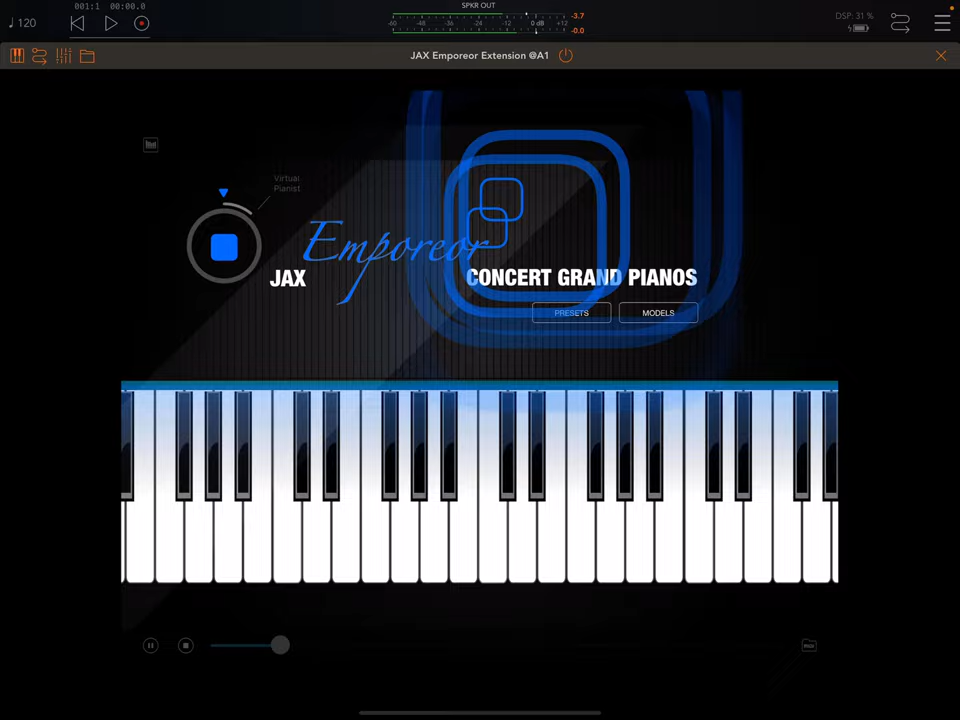 001:1 00:00.0
♩ 120
SPKR OUT
-60 -48 -36 -24 -12 0 dB +12
-3.7
-0.0
DSP: 31 %
JAX Emporeor Extension @A1
Virtual
Pianist
Emporeor
JAX
CONCERT GRAND PIANOS
PRESETS
MODELS